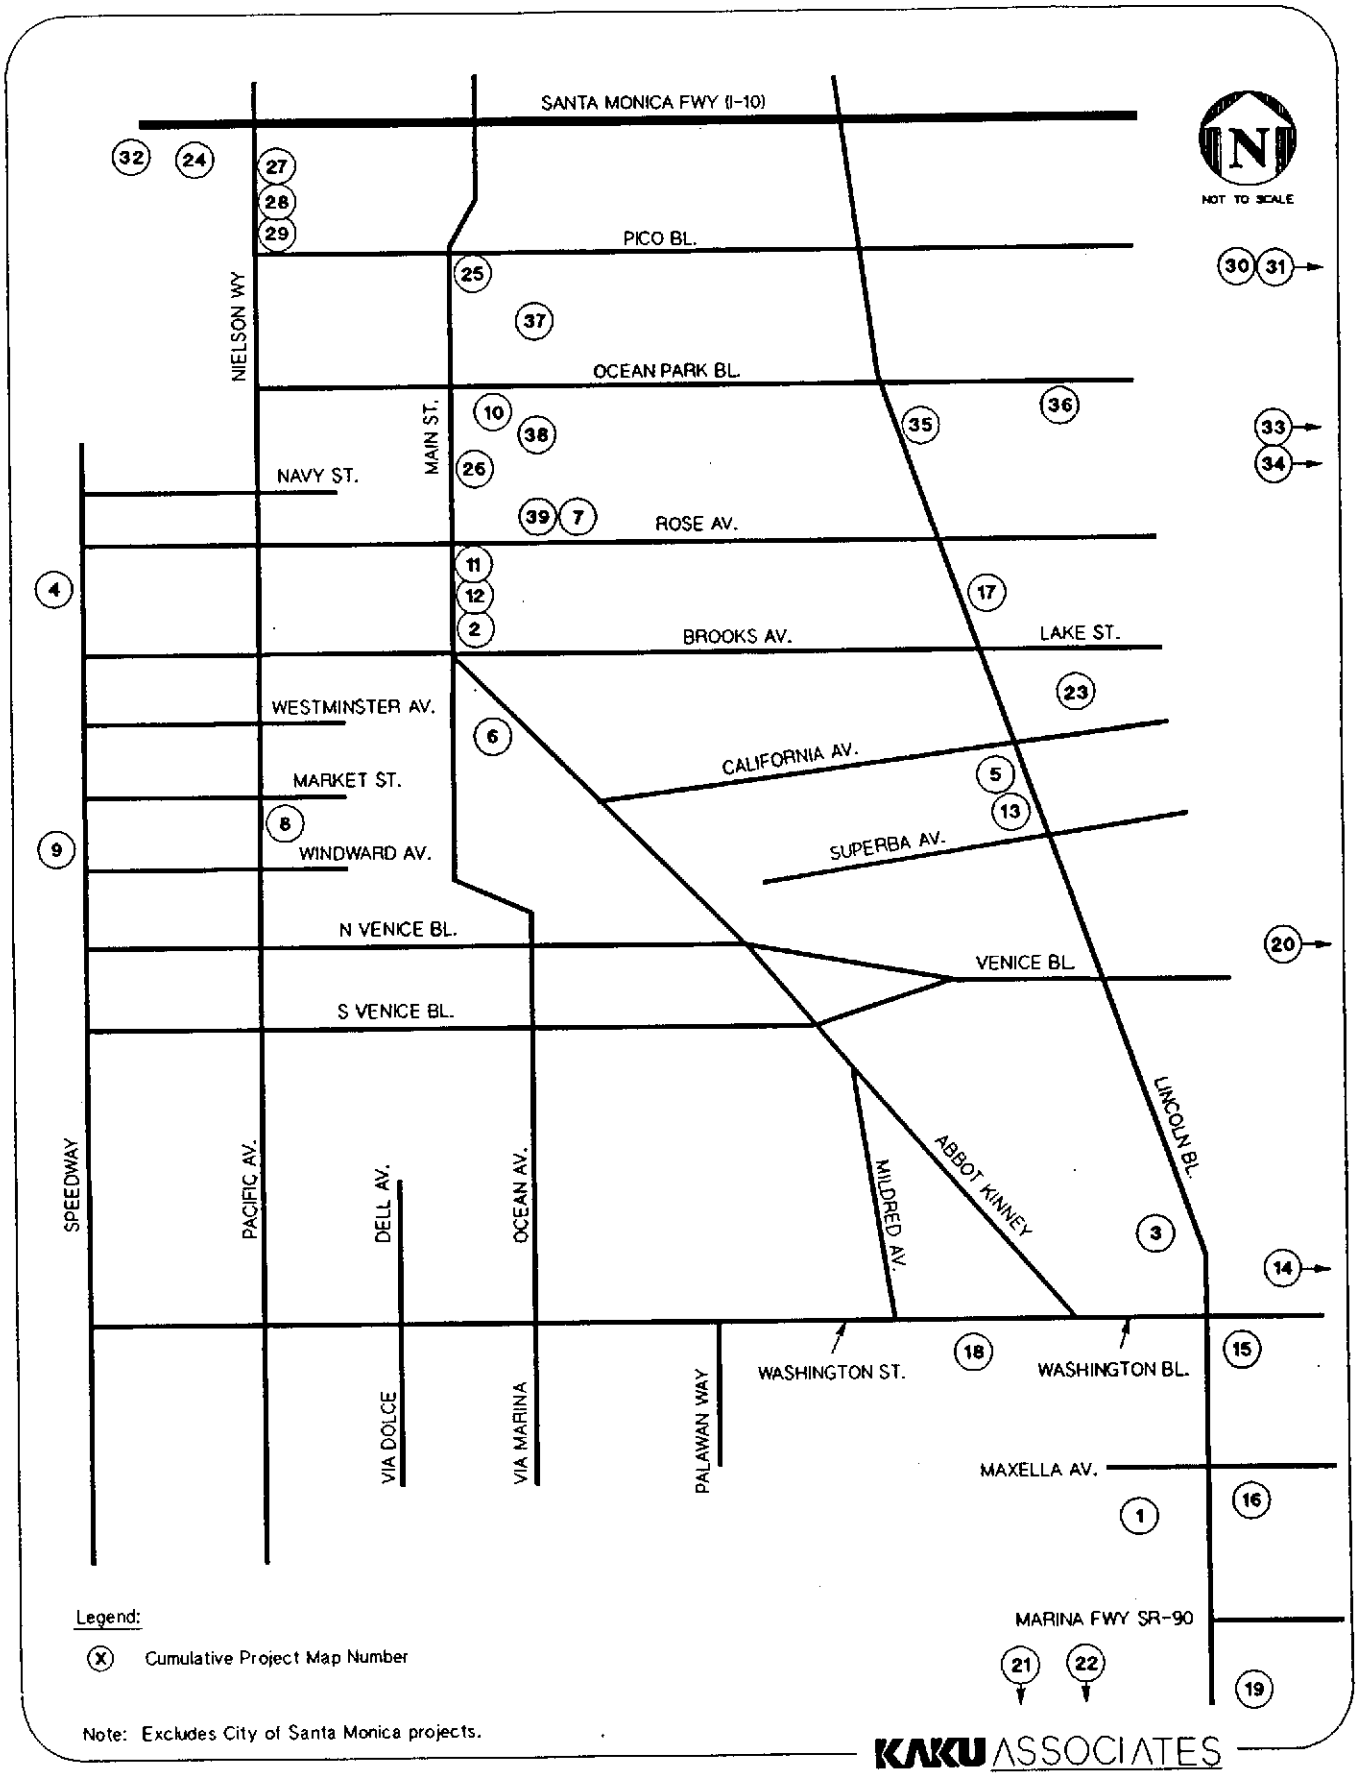 SANTA MONICA FWY (I-10)
N
NOT TO SCALE
32
24
27
28
29
PICO BL.
30
31
25
NIELSON WY
37
OCEAN PARK BL.
36
10
MAIN ST.
38
35
33
34
26
NAVY ST.
39
7
ROSE AV.
11
4
12
17
2
BROOKS AV.
LAKE ST.
23
WESTMINSTER AV.
6
CALIFORNIA AV.
MARKET ST.
5
13
8
9
WINDWARD AV.
SUPERBA AV.
N VENICE BL.
20
VENICE BL.
S VENICE BL.
LINCOLN BL.
SPEEDWAY
PACIFIC AV.
DELL AV.
OCEAN AV.
MILDRED AV.
ABBOT KINNEY
3
14
18
15
WASHINGTON ST.
WASHINGTON BL.
VIA DOLCE
VIA MARINA
PALAWAN WAY
MAXELLA AV.
1
16
Legend:
MARINA FWY SR-90
X Cumulative Project Map Number
21
22
19
Note: Excludes City of Santa Monica projects.
KAKU ASSOCIATES